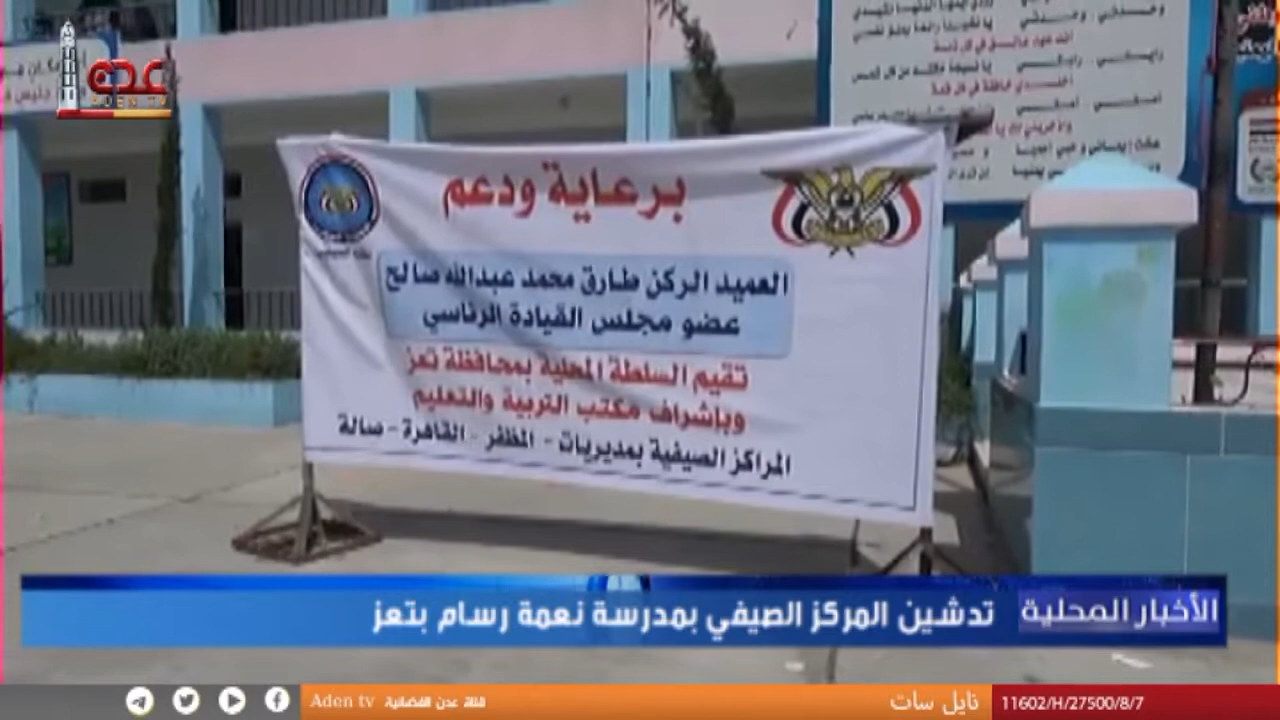 عدن
ADEN TV
برعاية ودعم
العميد الركن طارق محمد عبدالله صالح
عضو مجلس القيادة الرئاسي
تقيم السلطة المحلية بمحافظة تعز
وبإشراف مكتب التربية والتعليم
المراكز الصيفية بمديريات - المظفر - القاهرة - صالة
الأخبار المحلية
تدشين المركز الصيفي بمدرسة نعمة رسام بتعز
Aden tv قناة عدن الفضائية
نايل سات
11602/H/27500/8/7